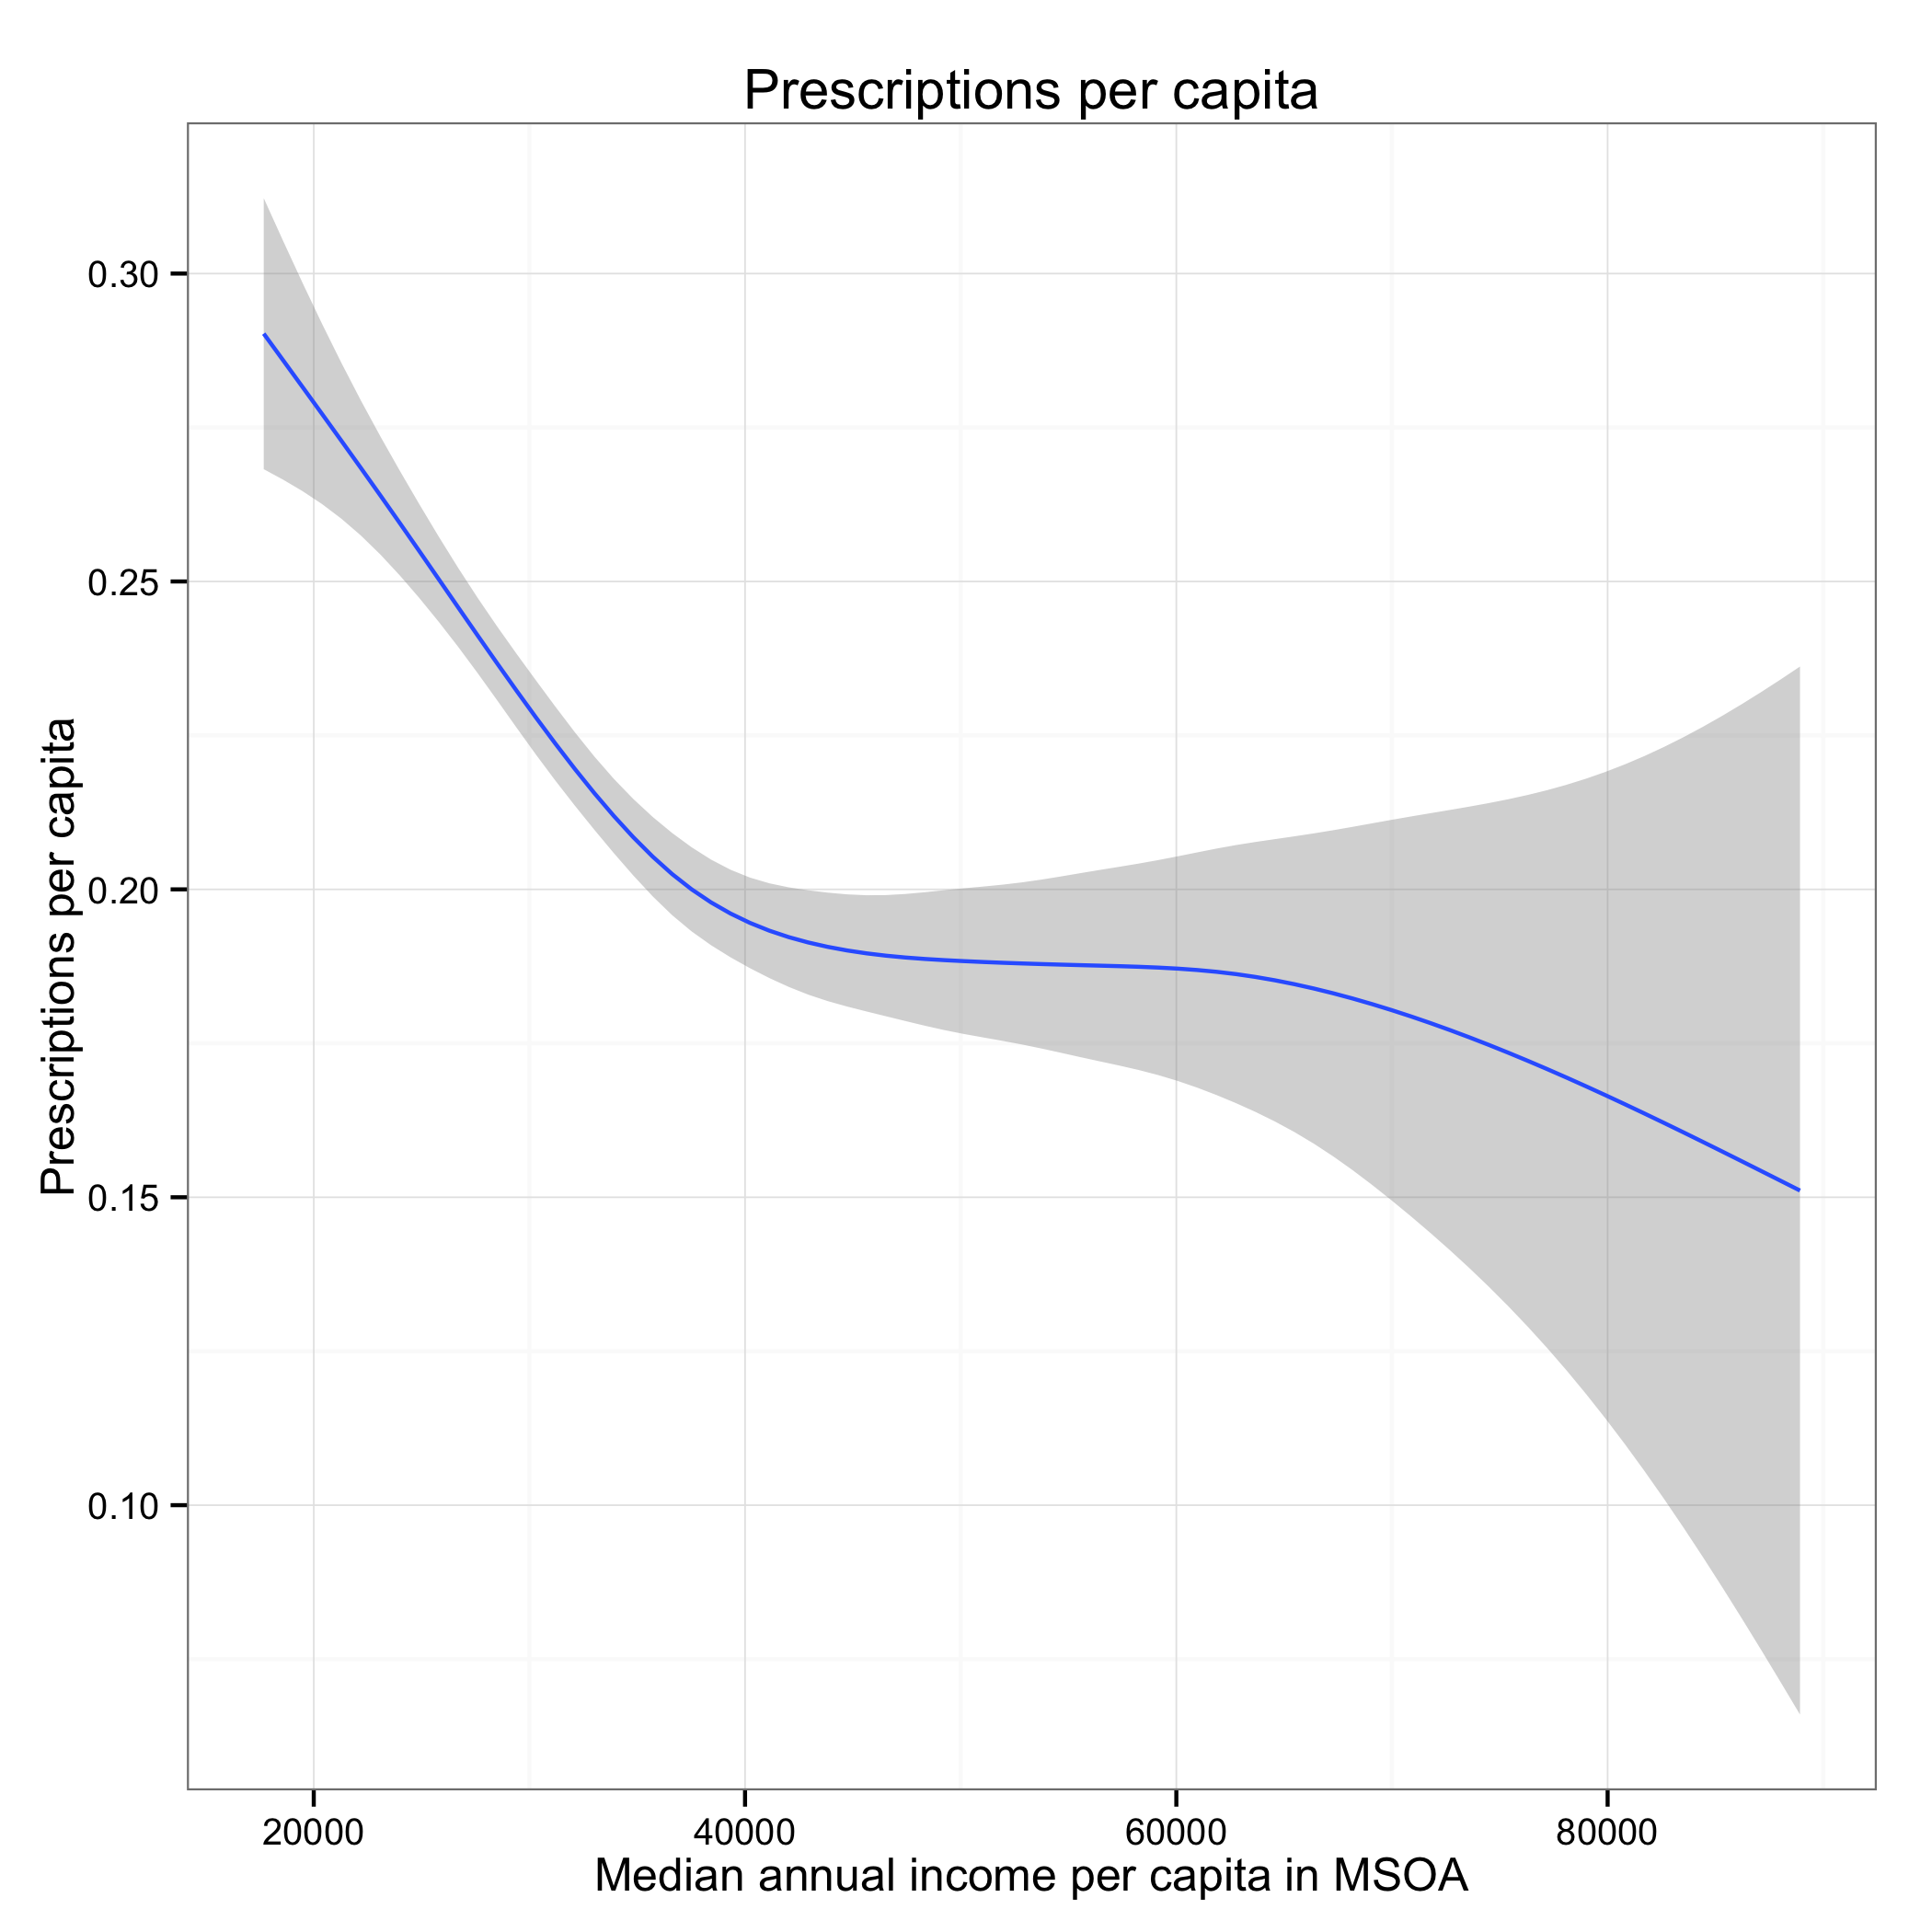 Prescriptions per capita
Prescriptions per capita
0.30
0.25
0.20
0.15
0.10
20000 40000 60000 80000
Median annual income per capita in MSOA